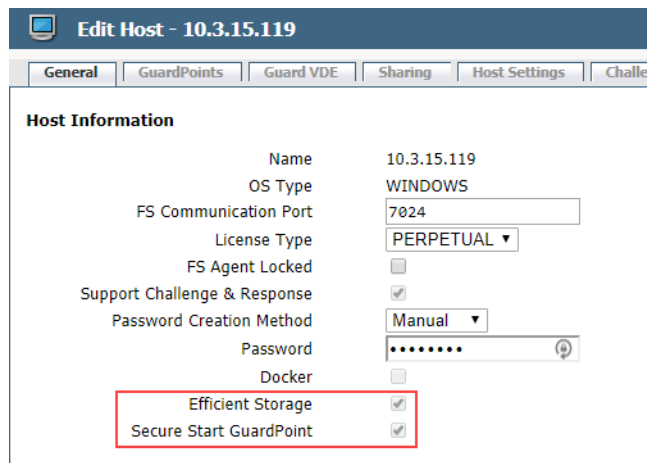 Edit Host - 10.3.15.119
General GuardPoints Guard VDE Sharing Host Settings Challe
Host Information
Name 10.3.15.119
OS Type WINDOWS
FS Communication Port 7024
License Type PERPETUAL
FS Agent Locked
Support Challenge & Response
Password Creation Method Manual
Password ••••••••
Docker
Efficient Storage
Secure Start GuardPoint